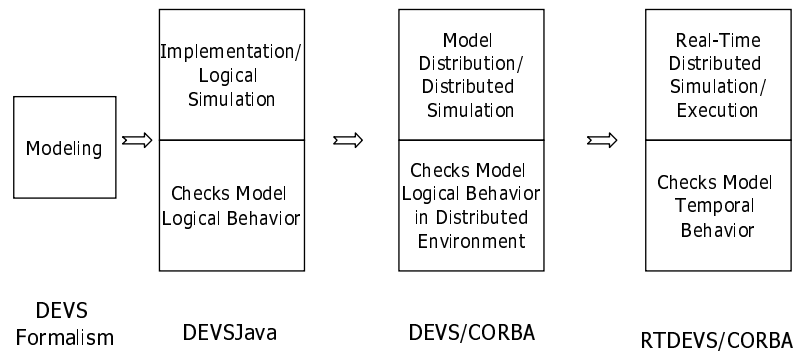 Modeling
Implementation/
Logical
Simulation
Checks Model
Logical Behavior
Model
Distribution/
Distributed
Simulation
Checks Model
Logical Behavior
in Distributed
Environment
Real-Time
Distributed
Simulation/
Execution
Checks Model
Temporal
Behavior
DEVS
Formalism
DEVSJava
DEVS/CORBA
RTDEVS/CORBA